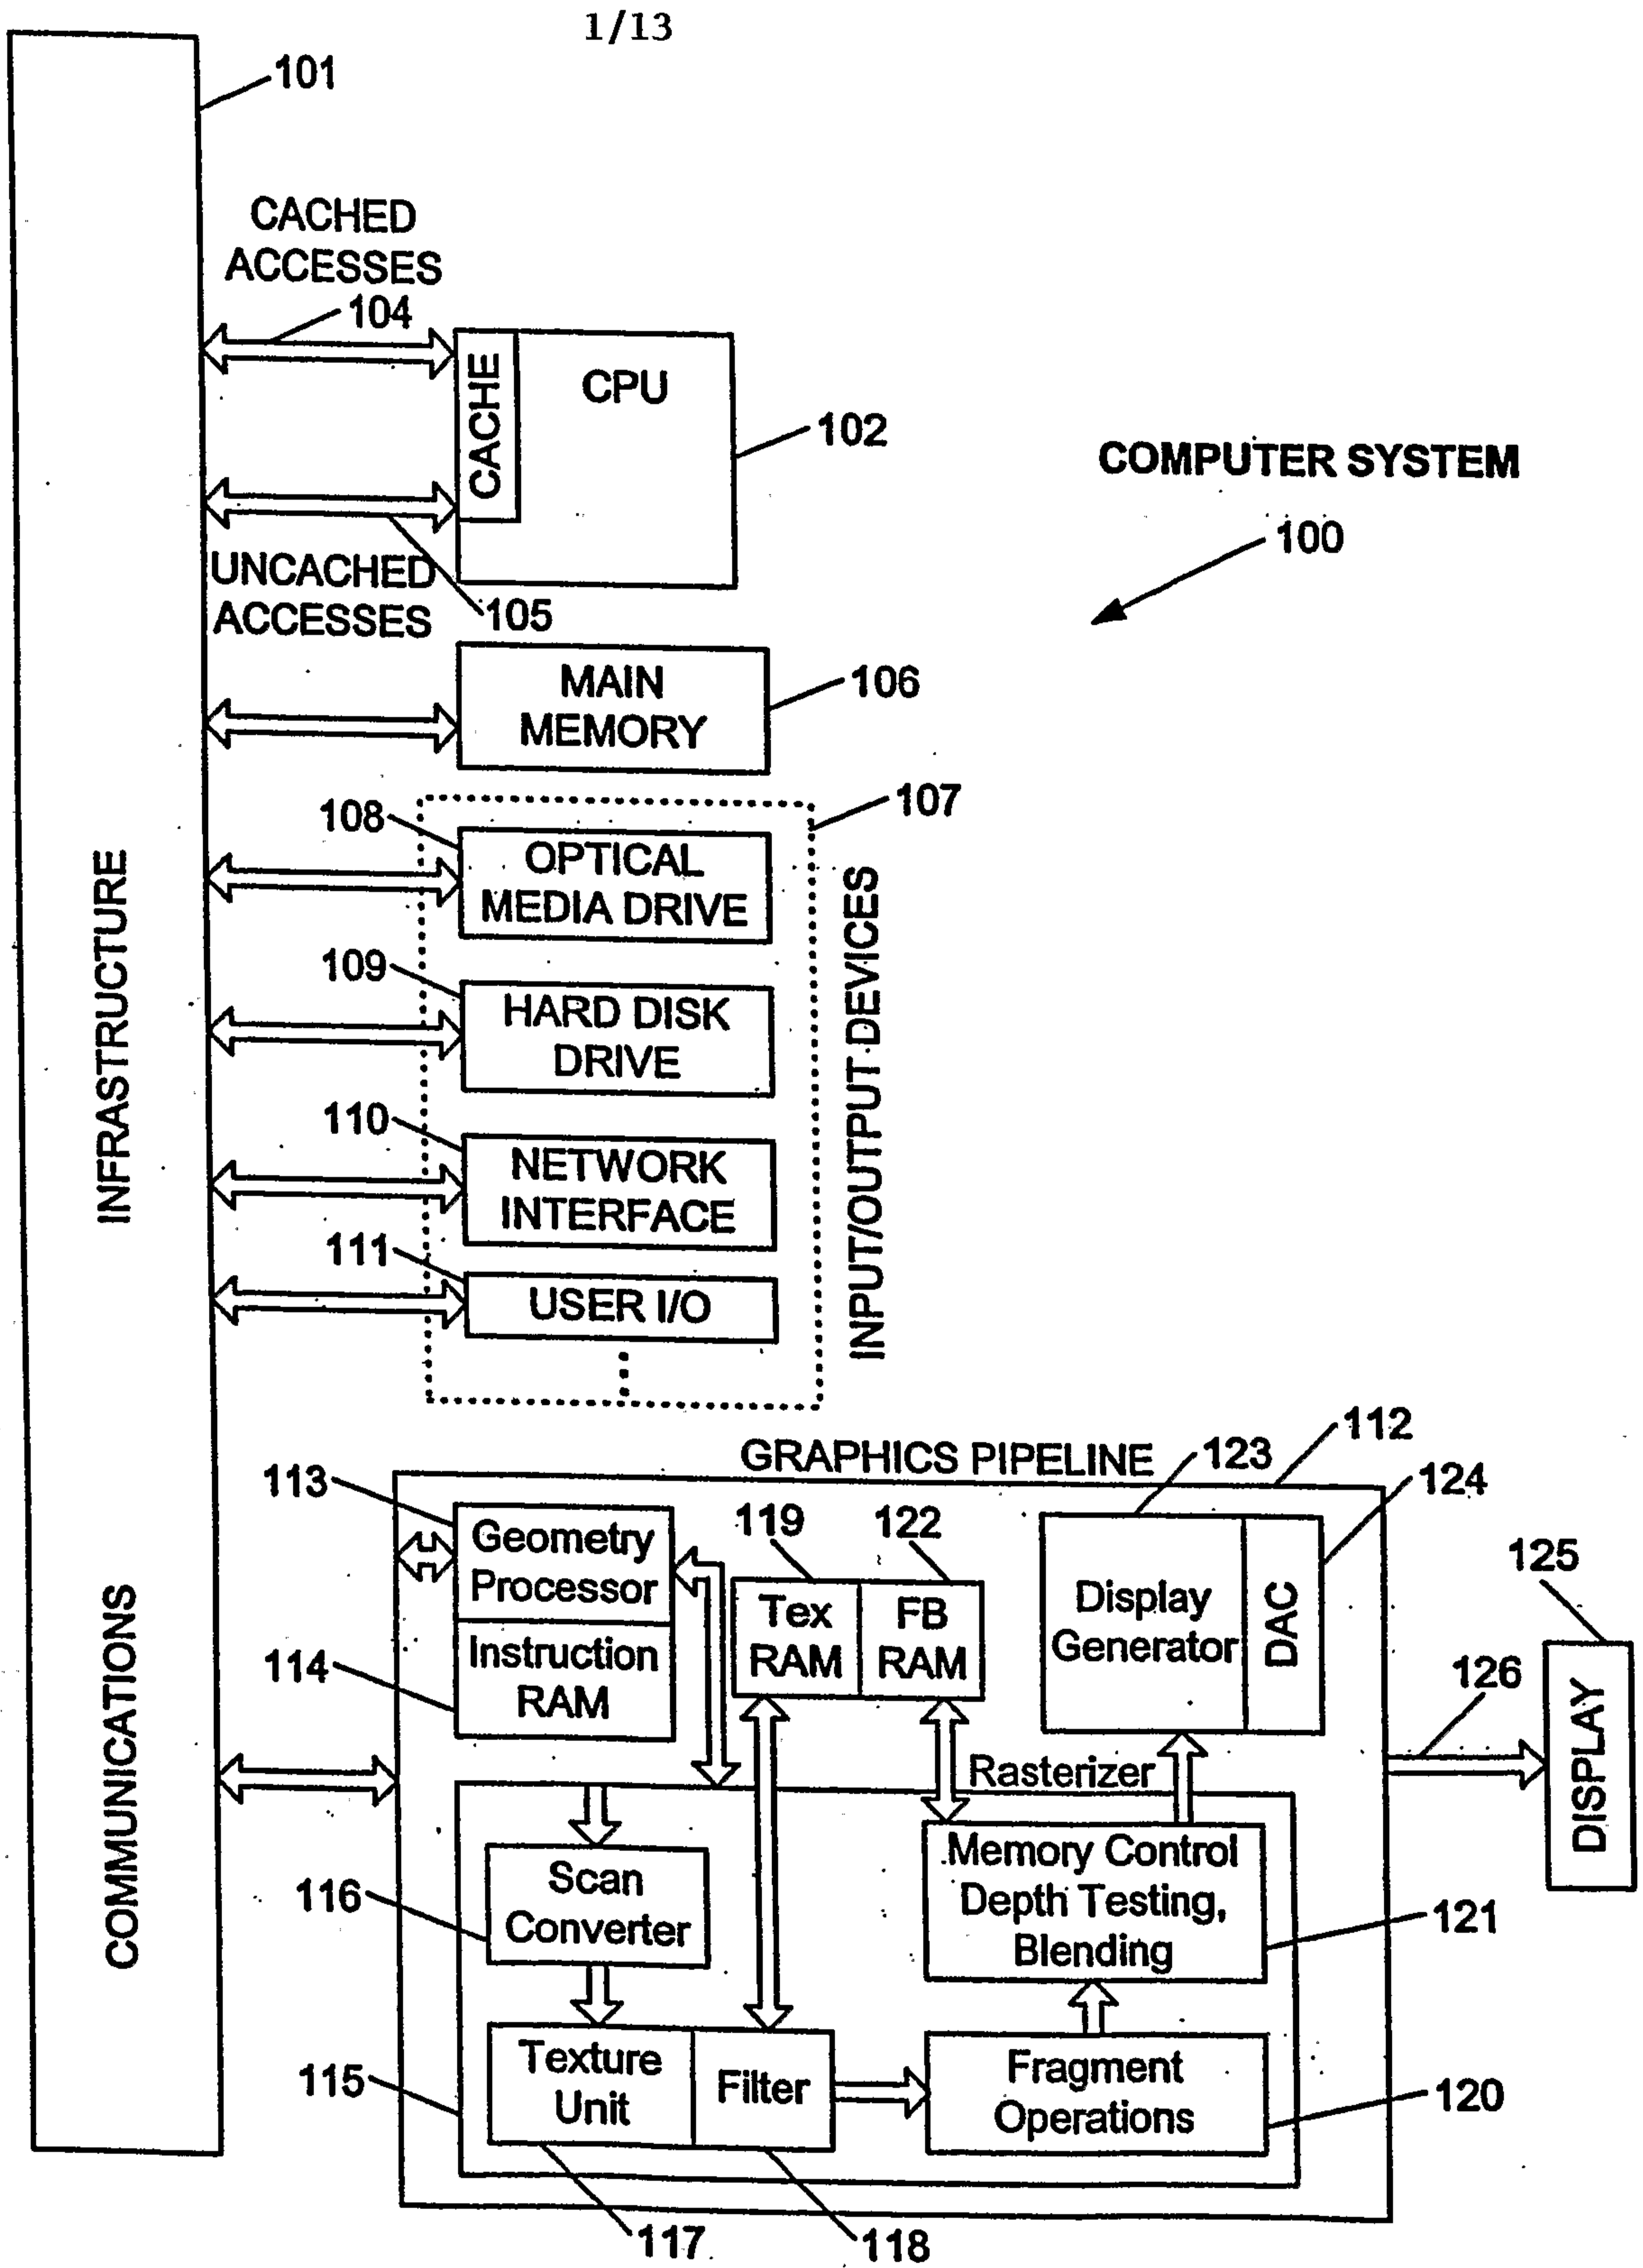 1/13
101
CACHED
ACCESSES
104
CACHE
CPU
102
COMPUTER SYSTEM
100
UNCACHED
ACCESSES
105
MAIN
MEMORY
106
107
108
OPTICAL
MEDIA DRIVE
109
HARD DISK
DRIVE
110
NETWORK
INTERFACE
111
USER I/O
INPUT/OUTPUT DEVICES
COMMUNICATIONS INFRASTRUCTURE
GRAPHICS PIPELINE
112
113
Geometry
Processor
114
Instruction
RAM
119
Tex
RAM
122
FB
RAM
123
Display
Generator
124
DAC
125
DISPLAY
126
Rasterizer
116
Scan
Converter
Memory Control
Depth Testing,
Blending
121
115
Texture
Unit
Filter
Fragment
Operations
120
117
118